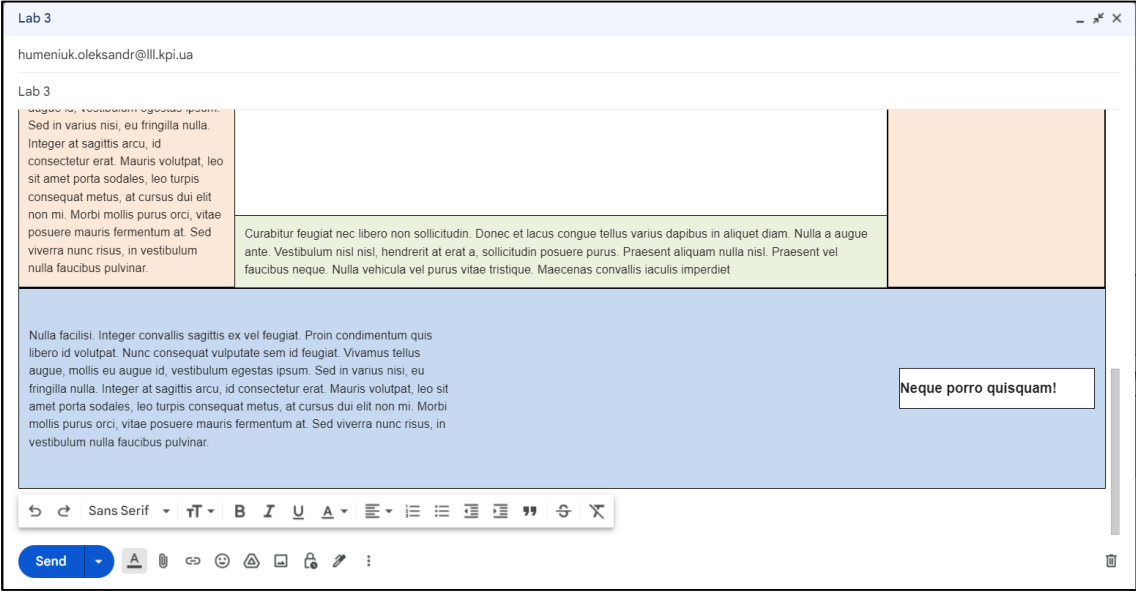 Lab 3
humeniuk.oleksandr@lll.kpi.ua
Lab 3
augue id, vestibulum egestas ipsum.
Sed in varius nisi, eu fringilla nulla.
Integer at sagittis arcu, id
consectetur erat. Mauris volutpat, leo
sit amet porta sodales, leo turpis
consequat metus, at cursus dui elit
non mi. Morbi mollis purus orci, vitae
posuere mauris fermentum at. Sed
viverra nunc risus, in vestibulum
nulla faucibus pulvinar.
Curabitur feugiat nec libero non sollicitudin. Donec et lacus congue tellus varius dapibus in aliquet diam. Nulla a augue
ante. Vestibulum nisl nisl, hendrerit at erat a, sollicitudin posuere purus. Praesent aliquam nulla nisl. Praesent vel
faucibus neque. Nulla vehicula vel purus vitae tristique. Maecenas convallis iaculis imperdiet
Nulla facilisi. Integer convallis sagittis ex vel feugiat. Proin condimentum quis
libero id volutpat. Nunc consequat vulputate sem id feugiat. Vivamus tellus
augue, mollis eu augue id, vestibulum egestas ipsum. Sed in varius nisi, eu
fringilla nulla. Integer at sagittis arcu, id consectetur erat. Mauris volutpat, leo sit
amet porta sodales, leo turpis consequat metus, at cursus dui elit non mi. Morbi
mollis purus orci, vitae posuere mauris fermentum at. Sed viverra nunc risus, in
vestibulum nulla faucibus pulvinar.
Neque porro quisquam!
Sans Serif
Send